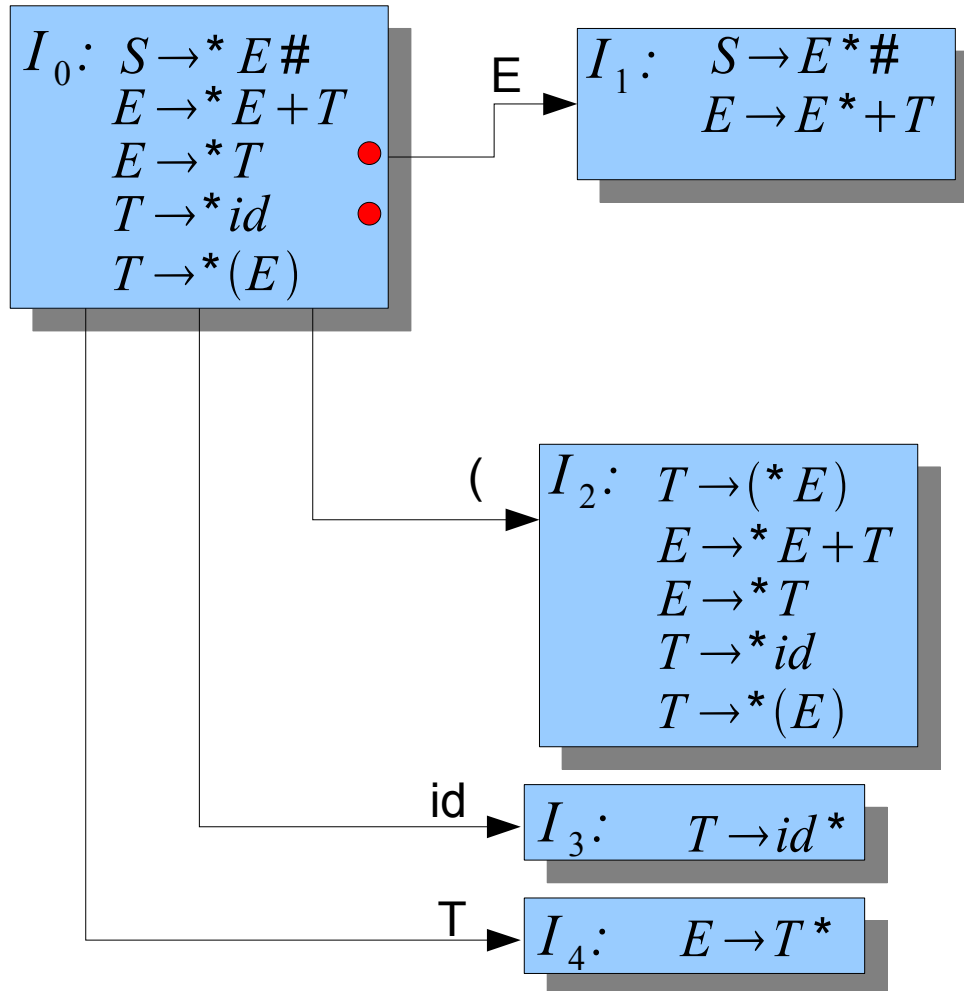 I₀: S→* E #
E→* E + T
E→* T
T→* id
T→* (E)
E
I₁: S→E * #
E→E * + T
(
I₂: T→(* E)
E→* E + T
E→* T
T→* id
T→* (E)
id
I₃: T→id *
T
I₄: E→T *